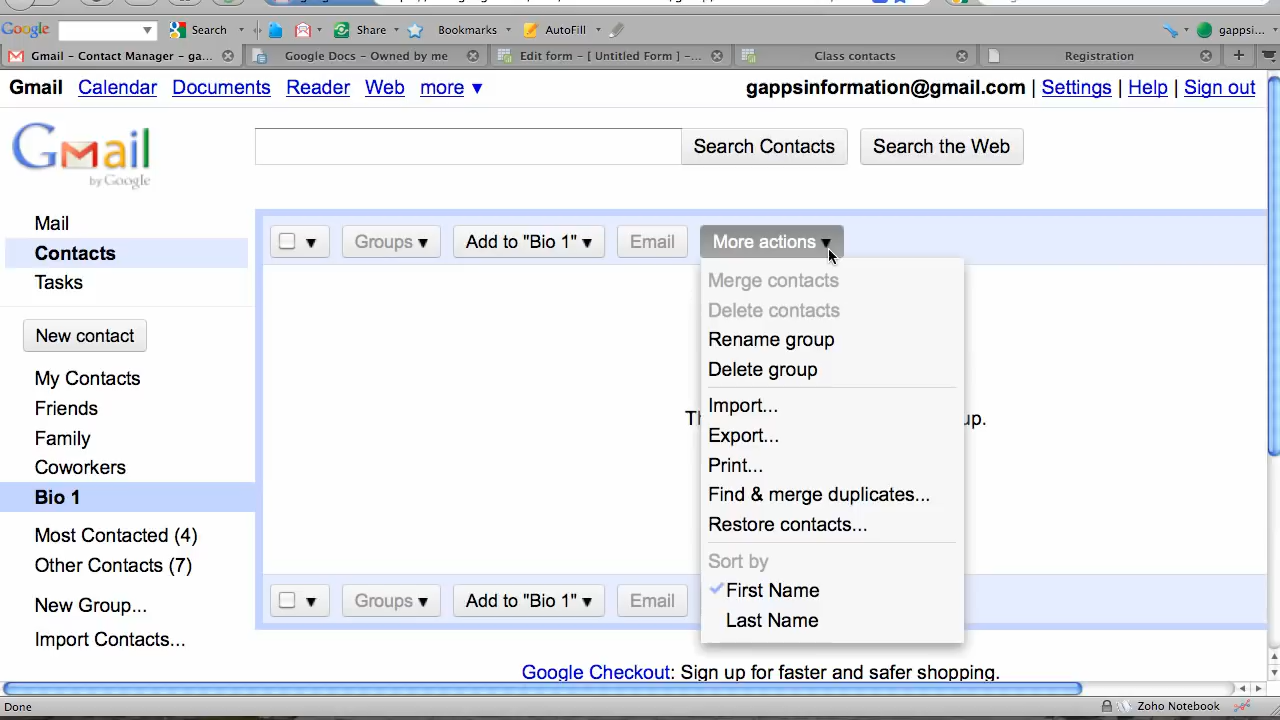 Google Search Share Bookmarks AutoFill gappsi...
Gmail - Contact Manager - ga... Google Docs - Owned by me Edit form - [ Untitled Form ] -... Class contacts Registration
Gmail Calendar Documents Reader Web more ▼ gappsinformation@gmail.com | Settings | Help | Sign out
Gmail
by Google
Search Contacts Search the Web
Mail
Contacts
Tasks
New contact
My Contacts
Friends
Family
Coworkers
Bio 1
Most Contacted (4)
Other Contacts (7)
New Group...
Import Contacts...
Groups ▼ Add to "Bio 1" ▼ Email More actions ▼
Merge contacts
Delete contacts
Rename group
Delete group
Import...
Export...
Print...
Find & merge duplicates...
Restore contacts...
Sort by
First Name
Last Name
Groups ▼ Add to "Bio 1" ▼ Email
Google Checkout: Sign up for faster and safer shopping.
Done Zoho Notebook